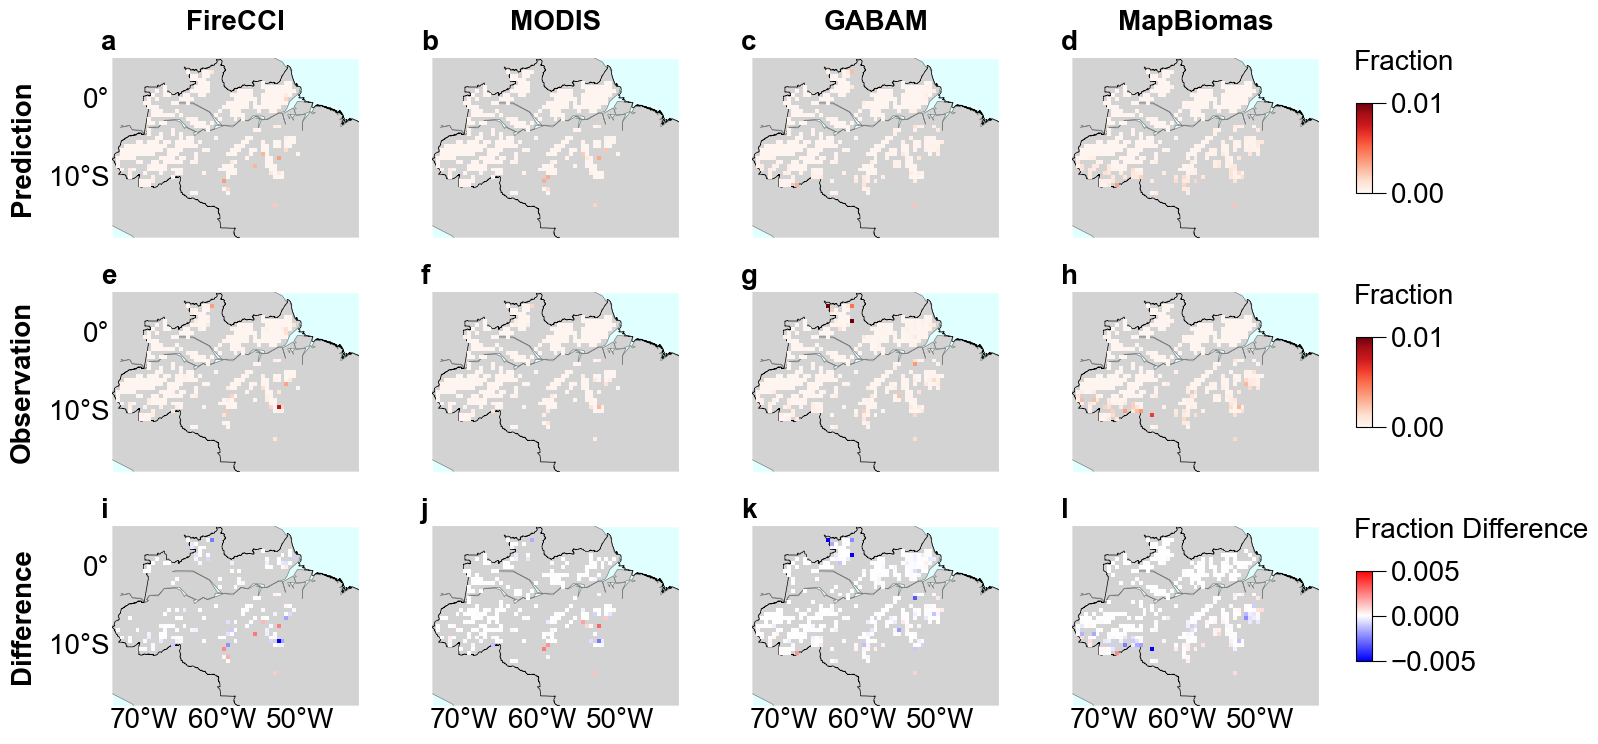 FireCCI MODIS GABAM MapBiomas
a b c d
Prediction
0°
10°S
Fraction
0.01
0.00
e f g h
Observation
0°
10°S
Fraction
0.01
0.00
i j k l
Difference
0°
10°S
Fraction Difference
0.005
0.000
−0.005
70°W 60°W 50°W 70°W 60°W 50°W 70°W 60°W 50°W 70°W 60°W 50°W